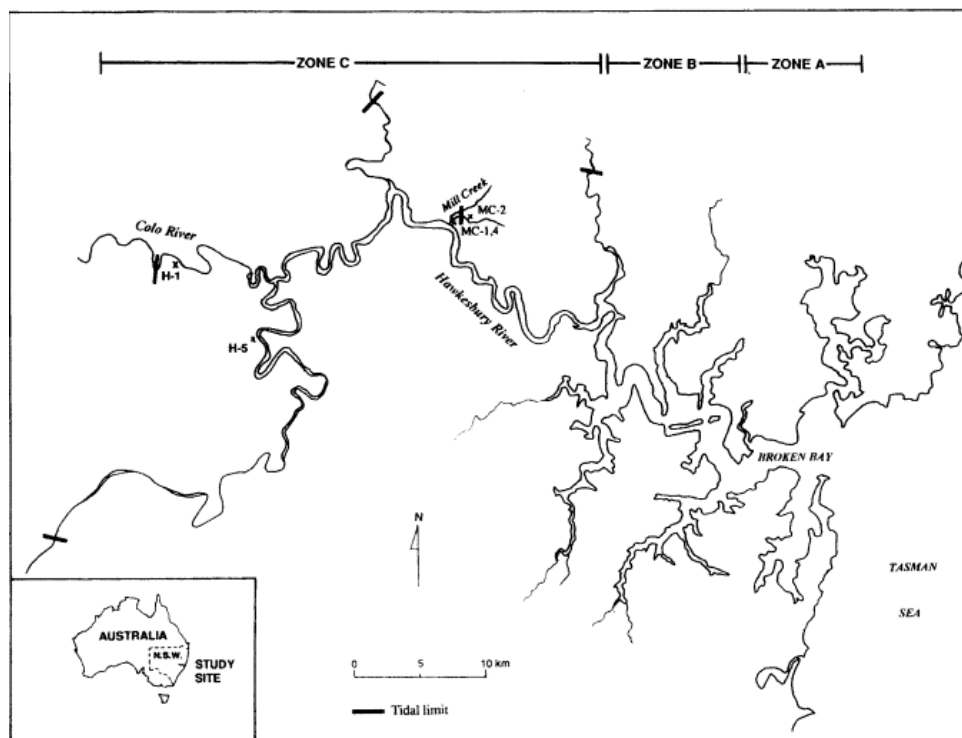 ZONE C
ZONE B
ZONE A
Mill Creek
MC-2
MC-1,4
Colo River
H-1
Hawkesbury River
H-5
BROKEN BAY
N
TASMAN
SEA
AUSTRALIA
N.S.W.
STUDY
SITE
0 5 10 km
Tidal limit